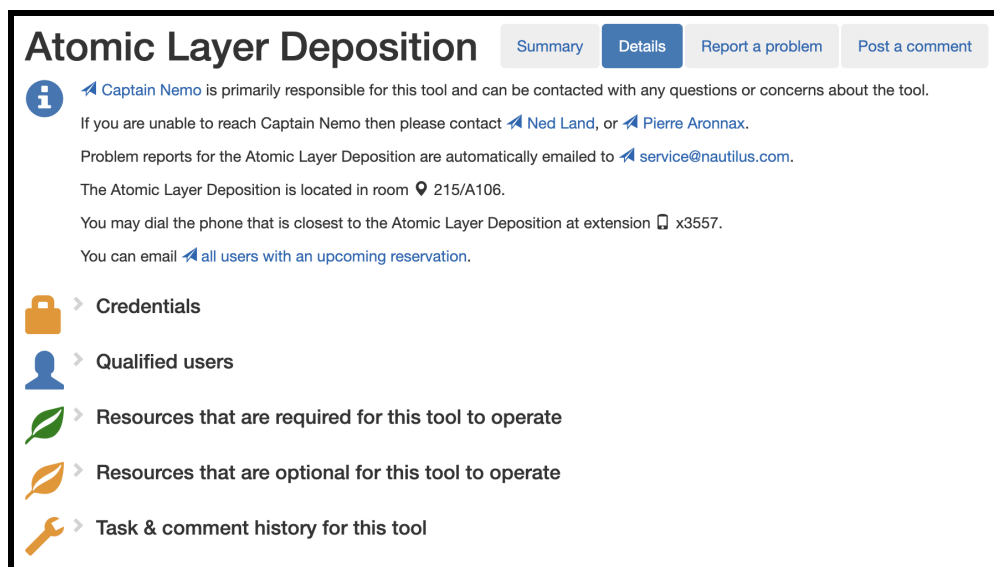 Atomic Layer Deposition
Summary
Details
Report a problem
Post a comment
Captain Nemo is primarily responsible for this tool and can be contacted with any questions or concerns about the tool.
If you are unable to reach Captain Nemo then please contact Ned Land, or Pierre Aronnax.
Problem reports for the Atomic Layer Deposition are automatically emailed to service@nautilus.com.
The Atomic Layer Deposition is located in room 215/A106.
You may dial the phone that is closest to the Atomic Layer Deposition at extension x3557.
You can email all users with an upcoming reservation.
Credentials
Qualified users
Resources that are required for this tool to operate
Resources that are optional for this tool to operate
Task & comment history for this tool